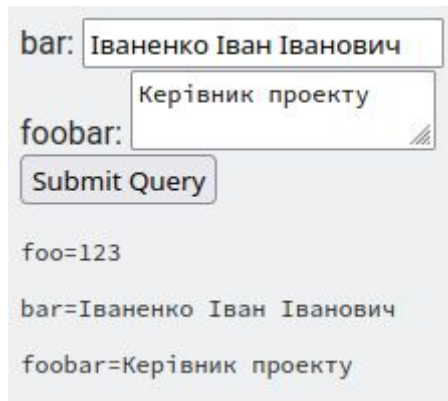 bar: Іваненко Іван Іванович
Керівник проекту
foobar:
Submit Query
foo=123
bar=Іваненко Іван Іванович
foobar=Керівник проекту